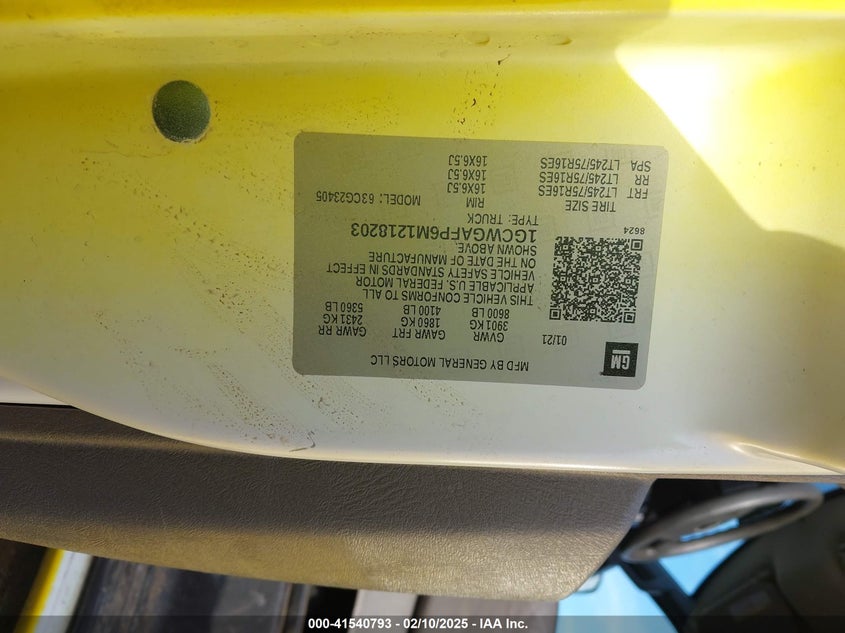 MFD BY GENERAL MOTORS LLC
GM
01/21
GVWR GAWR FRT GAWR RR
3901 KG 1860 KG 2431 KG
8600 LB 4100 LB 5360 LB
THIS VEHICLE CONFORMS TO ALL
APPLICABLE U.S. FEDERAL MOTOR
VEHICLE SAFETY STANDARDS IN EFFECT
ON THE DATE OF MANUFACTURE
SHOWN ABOVE.
1GCWGAFP6M1218203
TYPE: TRUCK MODEL: 63CG23405
8624
TIRE SIZE RIM
FRT LT245/75R16ES 16X6.5J
RR LT245/75R16ES 16X6.5J
SPA LT245/75R16ES 16X6.5J
000-41540793 — 02/10/2025 — IAA Inc.